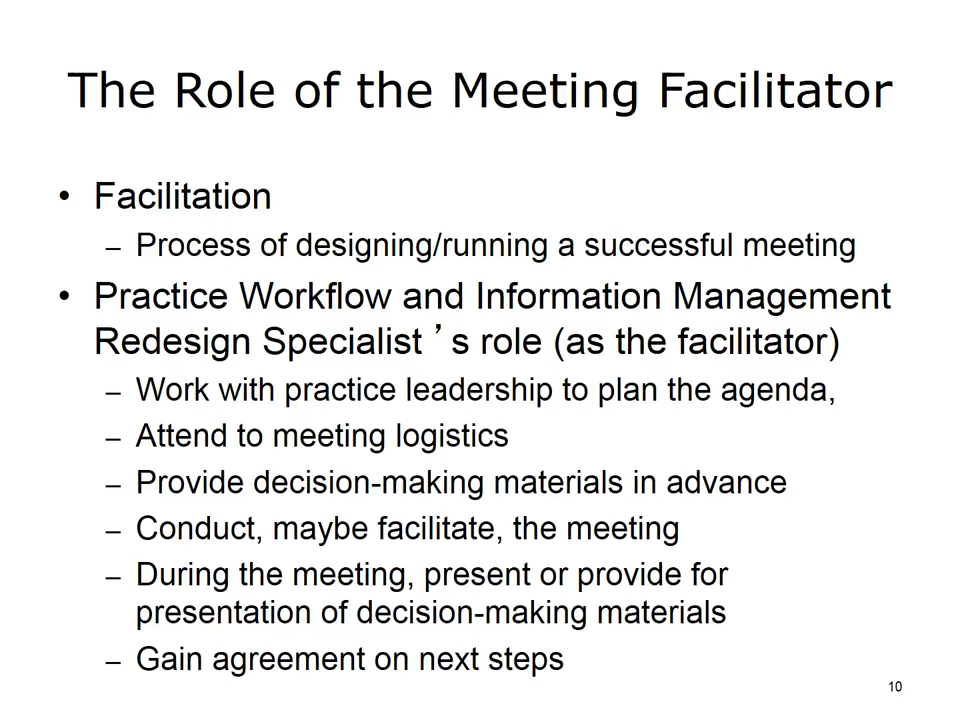 The Role of the Meeting Facilitator
• Facilitation
– Process of designing/running a successful meeting
• Practice Workflow and Information Management
Redesign Specialist ’s role (as the facilitator)
– Work with practice leadership to plan the agenda,
– Attend to meeting logistics
– Provide decision-making materials in advance
– Conduct, maybe facilitate, the meeting
– During the meeting, present or provide for
presentation of decision-making materials
– Gain agreement on next steps
10